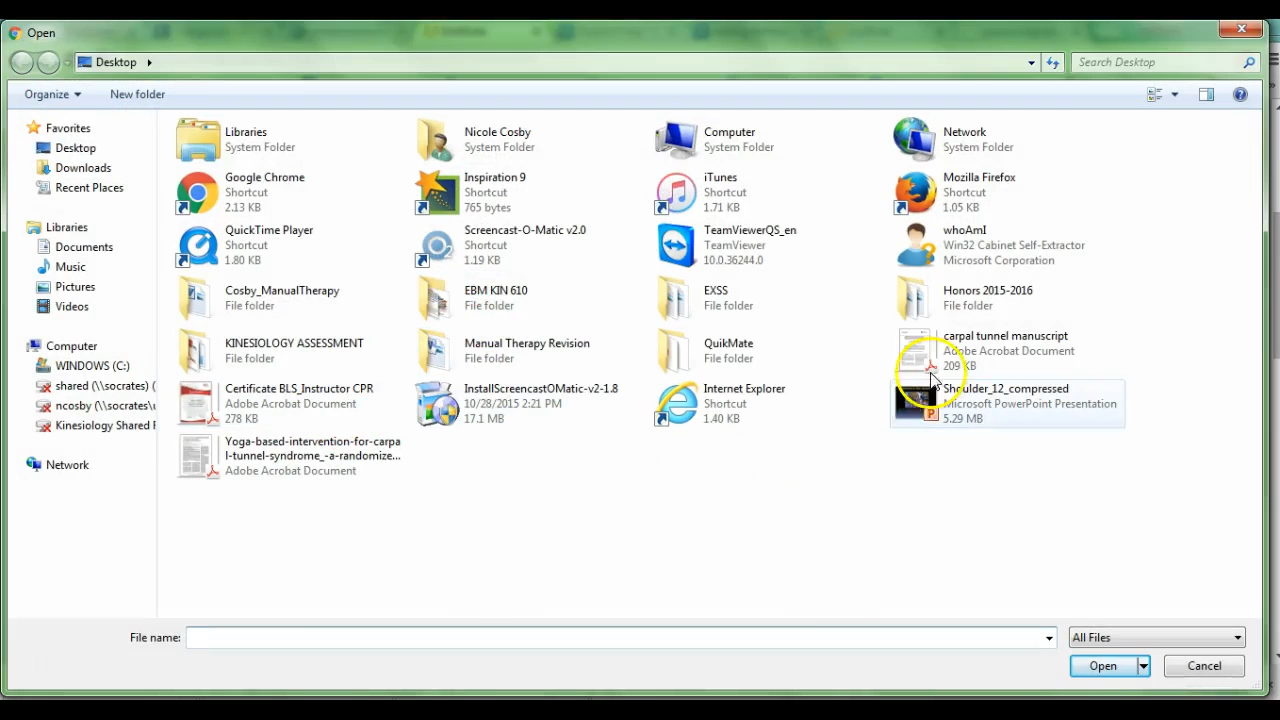 Open
Desktop
Search Desktop
Organize
New folder
Favorites
Desktop
Downloads
Recent Places
Libraries
Documents
Music
Pictures
Videos
Computer
WINDOWS (C:)
shared (\\socrates) (
ncosby (\\socrates\u
Kinesiology Shared F
Network
Libraries
System Folder
Nicole Cosby
System Folder
Computer
System Folder
Network
System Folder
Google Chrome
Shortcut
2.13 KB
Inspiration 9
Shortcut
765 bytes
iTunes
Shortcut
1.71 KB
Mozilla Firefox
Shortcut
1.05 KB
QuickTime Player
Shortcut
1.80 KB
Screencast-O-Matic v2.0
Shortcut
1.19 KB
TeamViewerQS_en
TeamViewer
10.0.36244.0
whoAmI
Win32 Cabinet Self-Extractor
Microsoft Corporation
Cosby_ManualTherapy
File folder
EBM KIN 610
File folder
EXSS
File folder
Honors 2015-2016
File folder
KINESIOLOGY ASSESSMENT
File folder
Manual Therapy Revision
File folder
QuikMate
File folder
carpal tunnel manuscript
Adobe Acrobat Document
209 KB
Certificate BLS_Instructor CPR
Adobe Acrobat Document
278 KB
InstallScreencastOMatic-v2-1.8
10/28/2015 2:21 PM
17.1 MB
Internet Explorer
Shortcut
1.40 KB
Shoulder_12_compressed
Microsoft PowerPoint Presentation
5.29 MB
Yoga-based-intervention-for-carpa
l-tunnel-syndrome_-a-randomize...
Adobe Acrobat Document
File name:
All Files
Open
Cancel